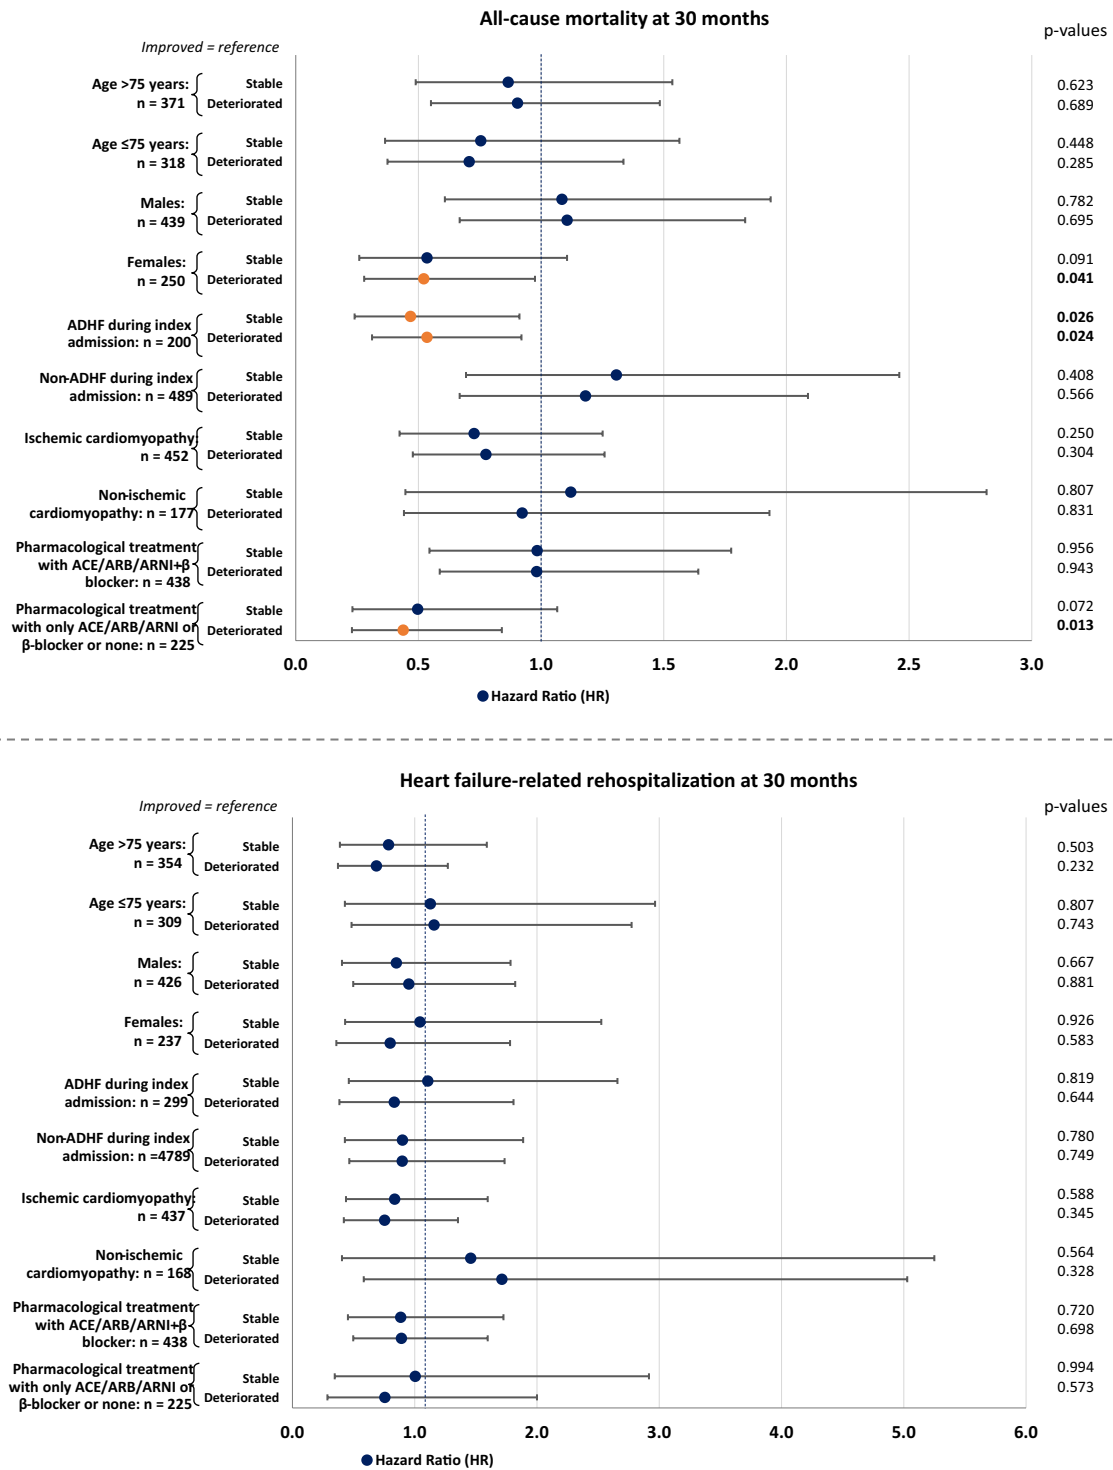 All-cause mortality at 30 months
p-values
Improved = reference
Age >75 years:
n = 371
Stable
Deteriorated
0.623
0.689
Age ≤75 years:
n = 318
Stable
Deteriorated
0.448
0.285
Males:
n = 439
Stable
Deteriorated
0.782
0.695
Females:
n = 250
Stable
Deteriorated
0.091
0.041
ADHF during index
admission: n = 200
Stable
Deteriorated
0.026
0.024
Non-ADHF during index
admission: n = 489
Stable
Deteriorated
0.408
0.566
Ischemic cardiomyopathy:
n = 452
Stable
Deteriorated
0.250
0.304
Non-ischemic
cardiomyopathy: n = 177
Stable
Deteriorated
0.807
0.831
Pharmacological treatment
with ACE/ARB/ARNI+β
blocker: n = 438
Stable
Deteriorated
0.956
0.943
Pharmacological treatment
with only ACE/ARB/ARNI or
β-blocker or none: n = 225
Stable
Deteriorated
0.072
0.013
0.0 0.5 1.0 1.5 2.0 2.5 3.0
Hazard Ratio (HR)
Heart failure-related rehospitalization at 30 months
p-values
Improved = reference
Age >75 years:
n = 354
Stable
Deteriorated
0.503
0.232
Age ≤75 years:
n = 309
Stable
Deteriorated
0.807
0.743
Males:
n = 426
Stable
Deteriorated
0.667
0.881
Females:
n = 237
Stable
Deteriorated
0.926
0.583
ADHF during index
admission: n = 299
Stable
Deteriorated
0.819
0.644
Non-ADHF during index
admission: n =4789
Stable
Deteriorated
0.780
0.749
Ischemic cardiomyopathy:
n = 437
Stable
Deteriorated
0.588
0.345
Non-ischemic
cardiomyopathy: n = 168
Stable
Deteriorated
0.564
0.328
Pharmacological treatment
with ACE/ARB/ARNI+β
blocker: n = 438
Stable
Deteriorated
0.720
0.698
Pharmacological treatment
with only ACE/ARB/ARNI or
β-blocker or none: n = 225
Stable
Deteriorated
0.994
0.573
0.0 1.0 2.0 3.0 4.0 5.0 6.0
Hazard Ratio (HR)